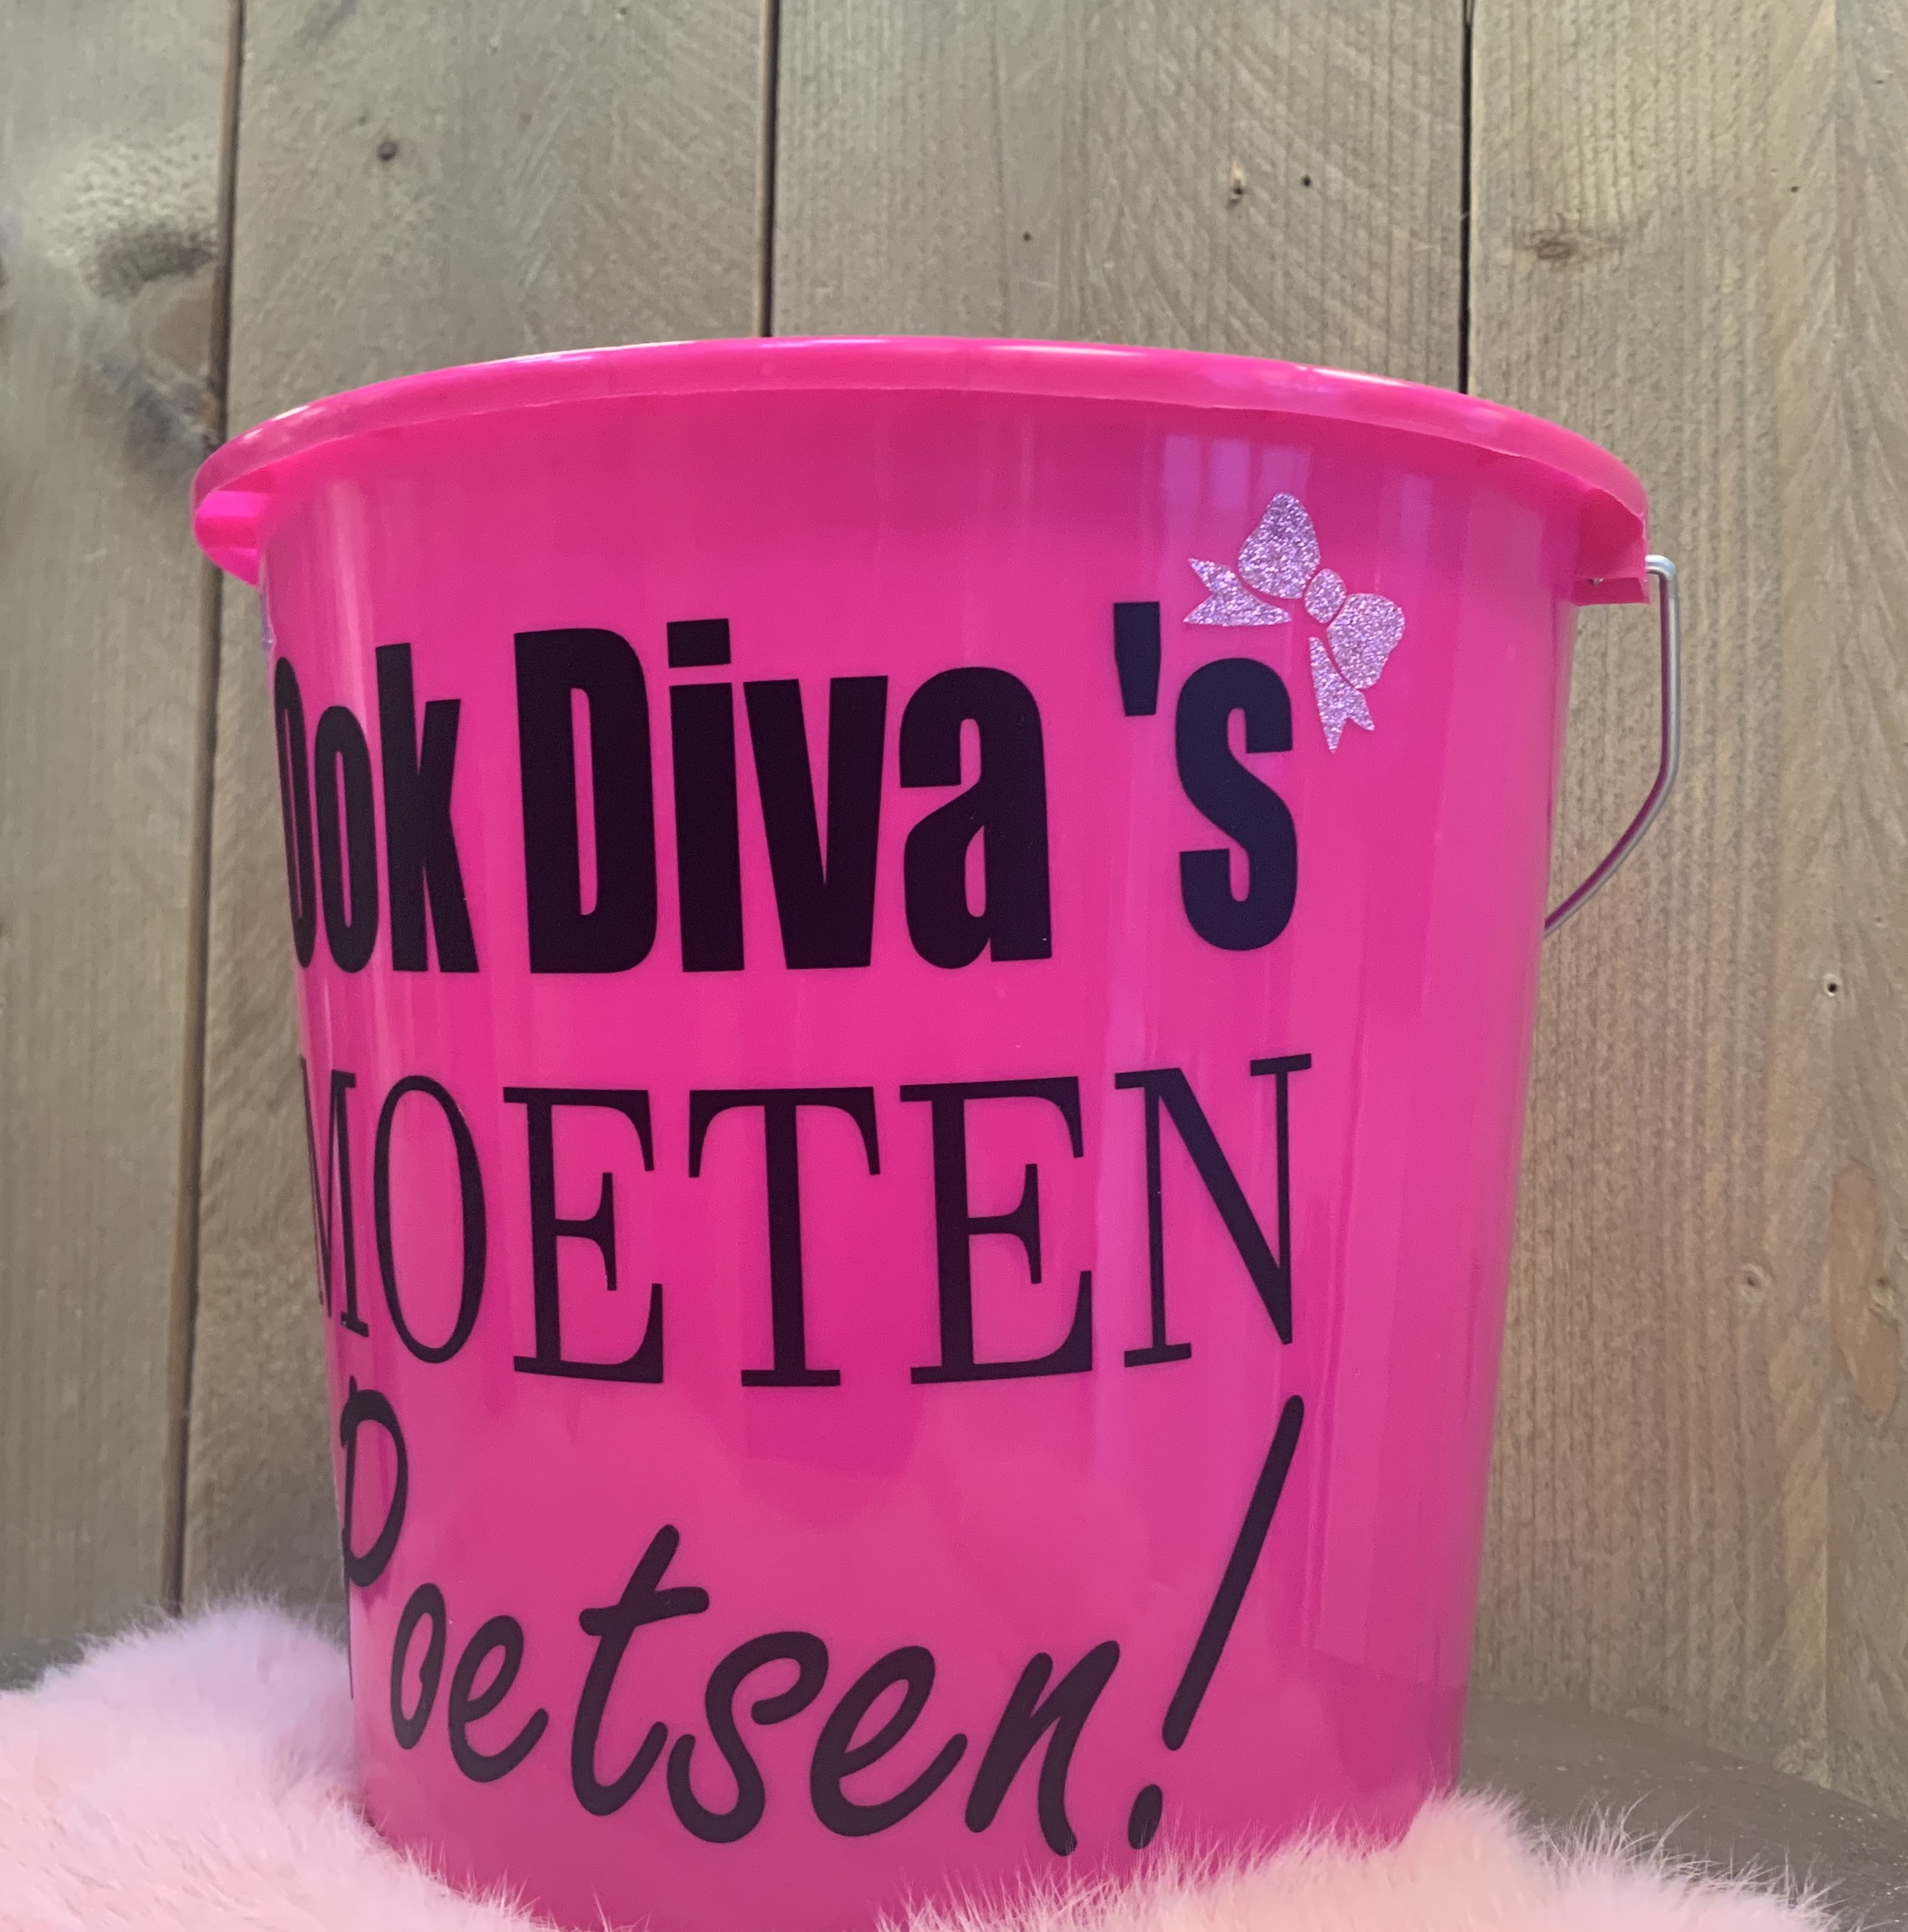 Ook Diva's
MOETEN
Poetsen!